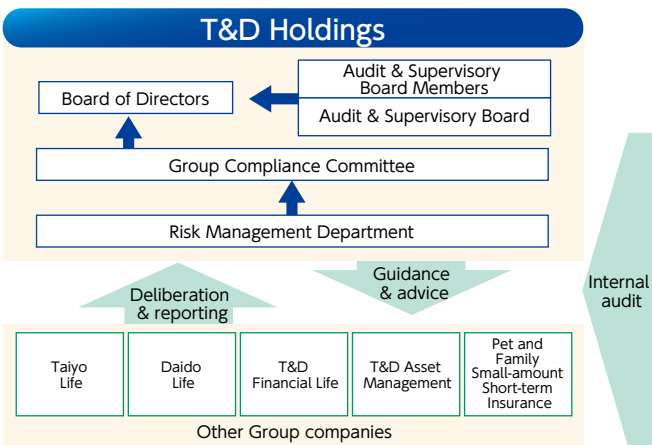 T&D Holdings
Board of Directors
Audit & Supervisory
Board Members
Audit & Supervisory Board
Group Compliance Committee
Risk Management Department
Deliberation
& reporting
Guidance
& advice
Internal
audit
Taiyo
Life
Daido
Life
T&D
Financial Life
T&D Asset
Management
Pet and
Family
Small-amount
Short-term
Insurance
Other Group companies